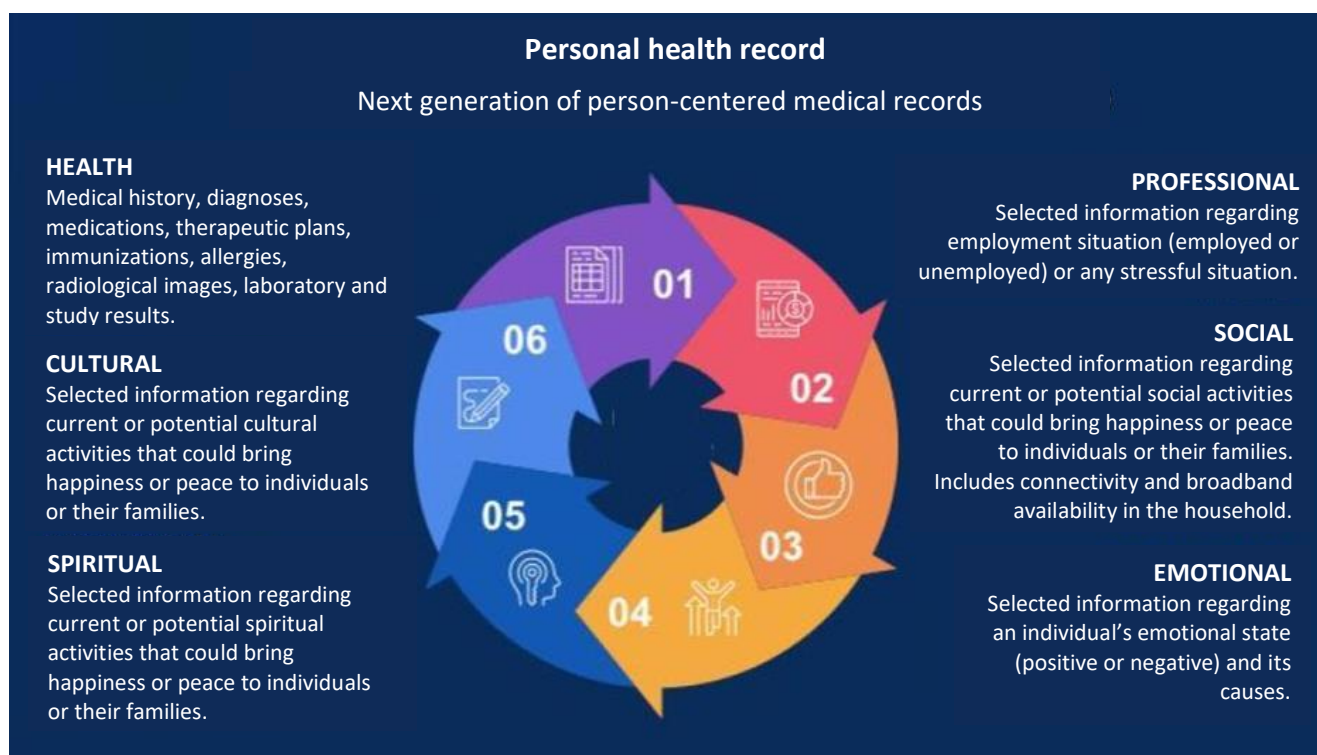 Personal health record
Next generation of person-centered medical records
HEALTH
Medical history, diagnoses,
medications, therapeutic plans,
immunizations, allergies,
radiological images, laboratory and
study results.
CULTURAL
Selected information regarding
current or potential cultural
activities that could bring
happiness or peace to individuals
or their families.
SPIRITUAL
Selected information regarding
current or potential spiritual
activities that could bring
happiness or peace to individuals
or their families.
01
02
03
04
05
06
PROFESSIONAL
Selected information regarding
employment situation (employed or
unemployed) or any stressful situation.
SOCIAL
Selected information regarding
current or potential social activities
that could bring happiness or peace
to individuals or their families.
Includes connectivity and broadband
availability in the household.
EMOTIONAL
Selected information regarding
an individual’s emotional state
(positive or negative) and its
causes.